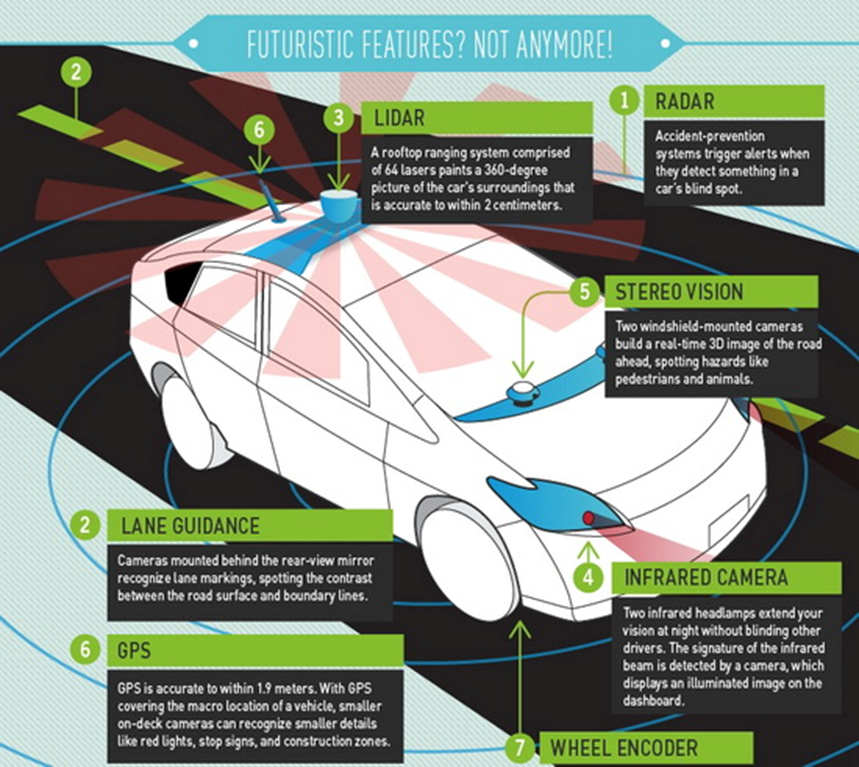 FUTURISTIC FEATURES? NOT ANYMORE!
2
6
3
LIDAR
A rooftop ranging system comprised
of 64 lasers paints a 360-degree
picture of the car's surroundings that
is accurate to within 2 centimeters.
1
RADAR
Accident-prevention
systems trigger alerts when
they detect something in a
car's blind spot.
5
STEREO VISION
Two windshield-mounted cameras
build a real-time 3D image of the road
ahead, spotting hazards like
pedestrians and animals.
2
LANE GUIDANCE
Cameras mounted behind the rear-view mirror
recognize lane markings, spotting the contrast
between the road surface and boundary lines.
4
INFRARED CAMERA
Two infrared headlamps extend your
vision at night without blinding other
drivers. The signature of the infrared
beam is detected by a camera, which
displays an illuminated image on the
dashboard.
6
GPS
GPS is accurate to within 1.9 meters. With GPS
covering the macro location of a vehicle, smaller
on-deck cameras can recognize smaller details
like red lights, stop signs, and construction zones.
7
WHEEL ENCODER